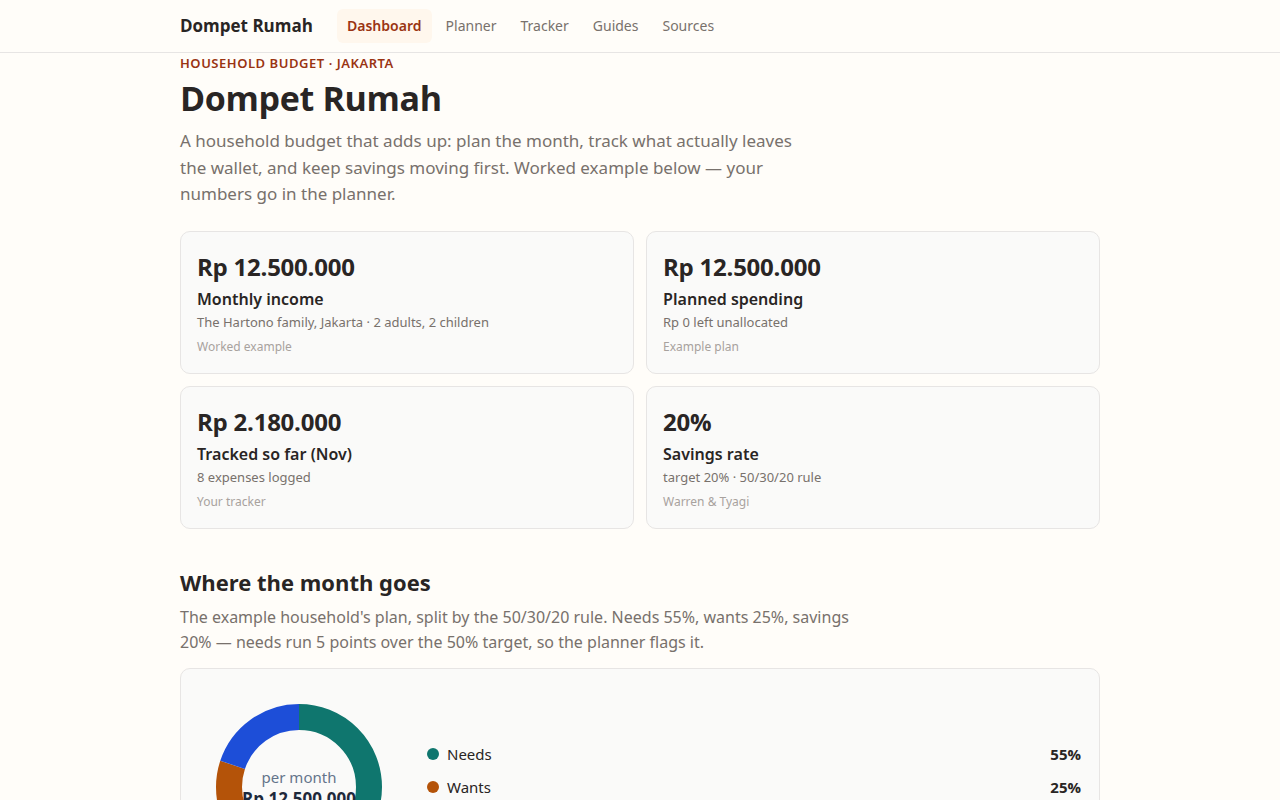 Dompet Rumah Dashboard Planner Tracker Guides Sources
HOUSEHOLD BUDGET · JAKARTA
Dompet Rumah
A household budget that adds up: plan the month, track what actually leaves
the wallet, and keep savings moving first. Worked example below — your
numbers go in the planner.
Rp 12.500.000
Monthly income
The Hartono family, Jakarta · 2 adults, 2 children
Worked example
Rp 12.500.000
Planned spending
Rp 0 left unallocated
Example plan
Rp 2.180.000
Tracked so far (Nov)
8 expenses logged
Your tracker
20%
Savings rate
target 20% · 50/30/20 rule
Warren & Tyagi
Where the month goes
The example household's plan, split by the 50/30/20 rule. Needs 55%, wants 25%, savings
20% — needs run 5 points over the 50% target, so the planner flags it.
per month
Rp 12.500.000
Needs 55%
Wants 25%